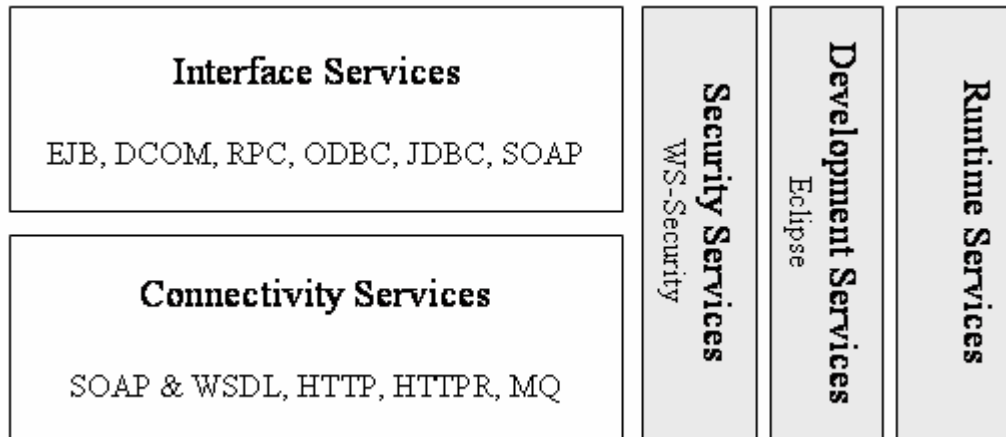 Interface Services
EJB, DCOM, RPC, ODBC, JDBC, SOAP
Connectivity Services
SOAP & WSDL, HTTP, HTTPR, MQ
Security Services
WS-Security
Development Services
Eclipse
Runtime Services